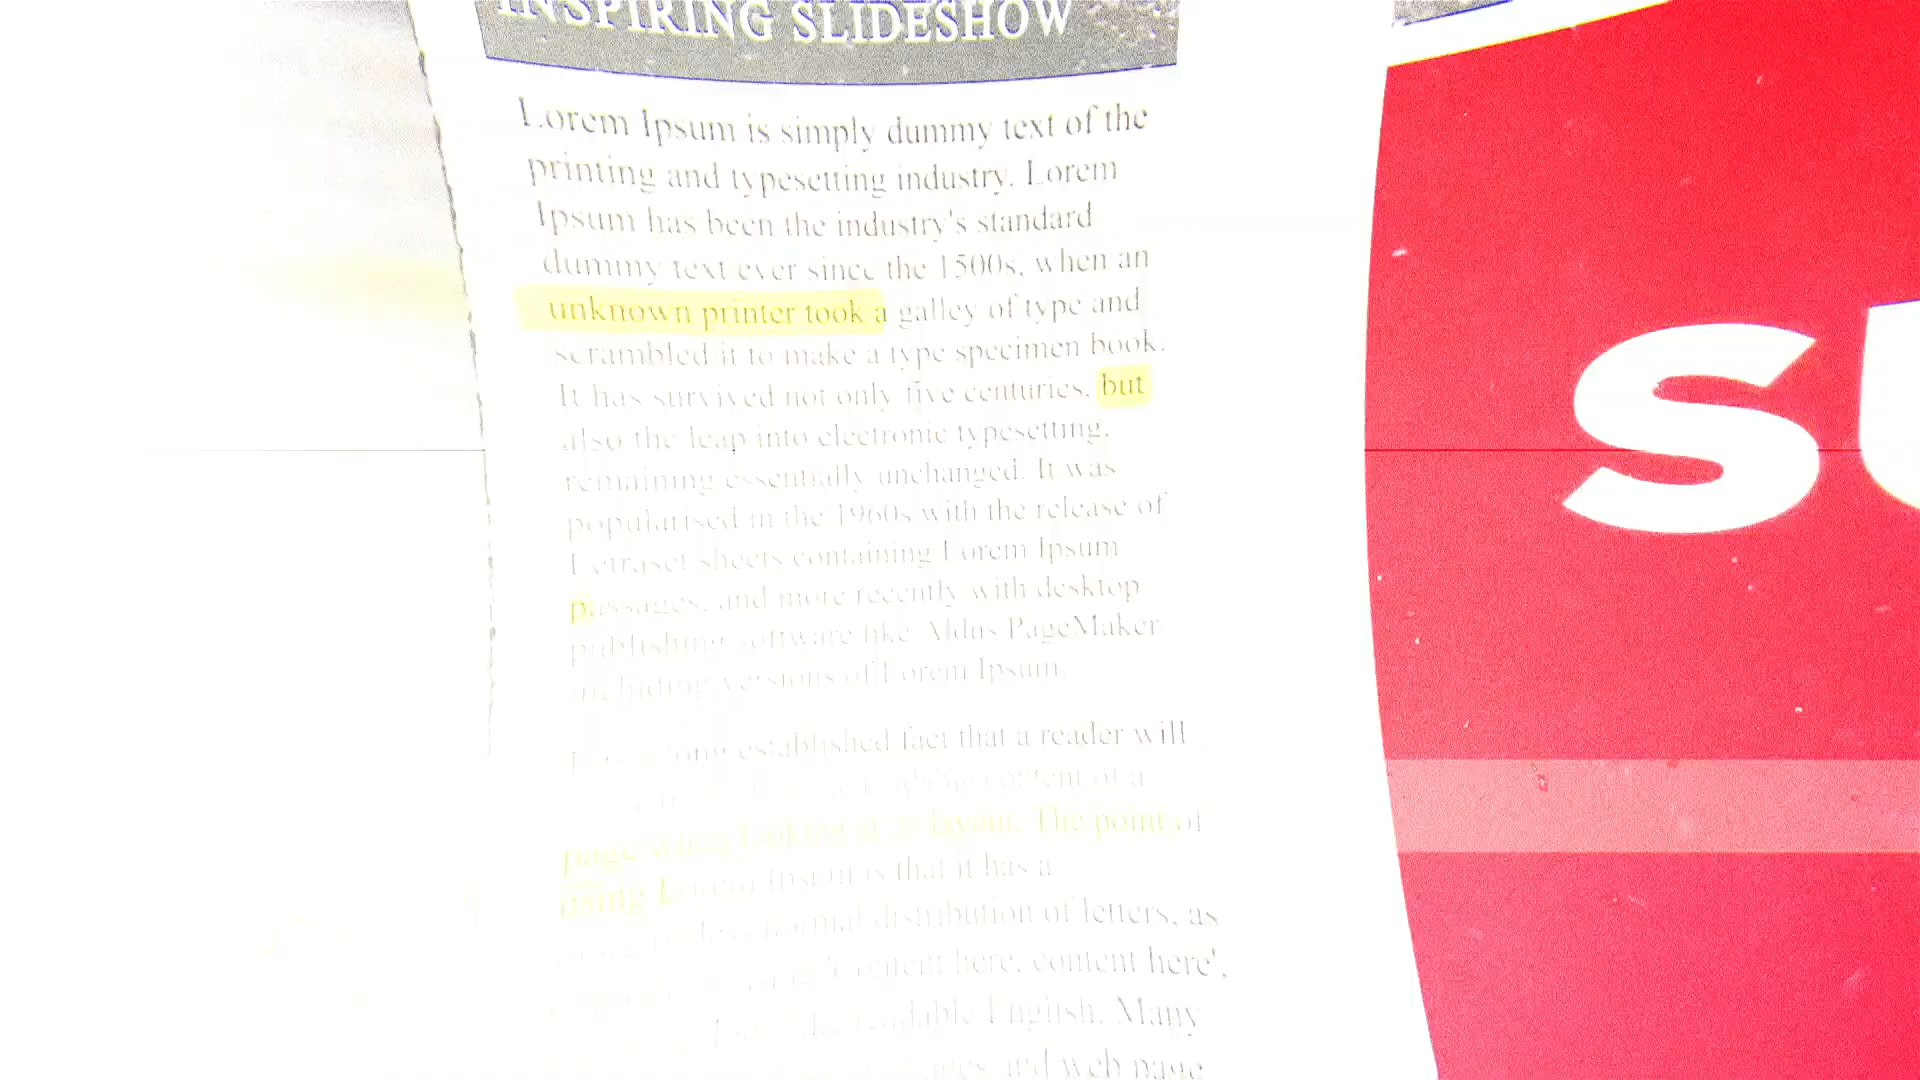 INSPIRING SLIDESHOW
Lorem Ipsum is simply dummy text of the
printing and typesetting industry. Lorem
Ipsum has been the industry's standard
dummy text ever since the 1500s, when an
unknown printer took a galley of type and
scrambled it to make a type specimen book.
It has survived not only five centuries, but
also the leap into electronic typesetting,
remaining essentially unchanged. It was
popularised in the 1960s with the release of
Letraset sheets containing Lorem Ipsum
passages, and more recently with desktop
publishing software like Aldus PageMaker
including versions of Lorem Ipsum.
long established fact that a reader will
content of a
page when looking at its layout. The point of
using Lorem Ipsum is that it has a
normal distribution of letters, as
'Content here, content here',
readable English. Many
and web page
SU